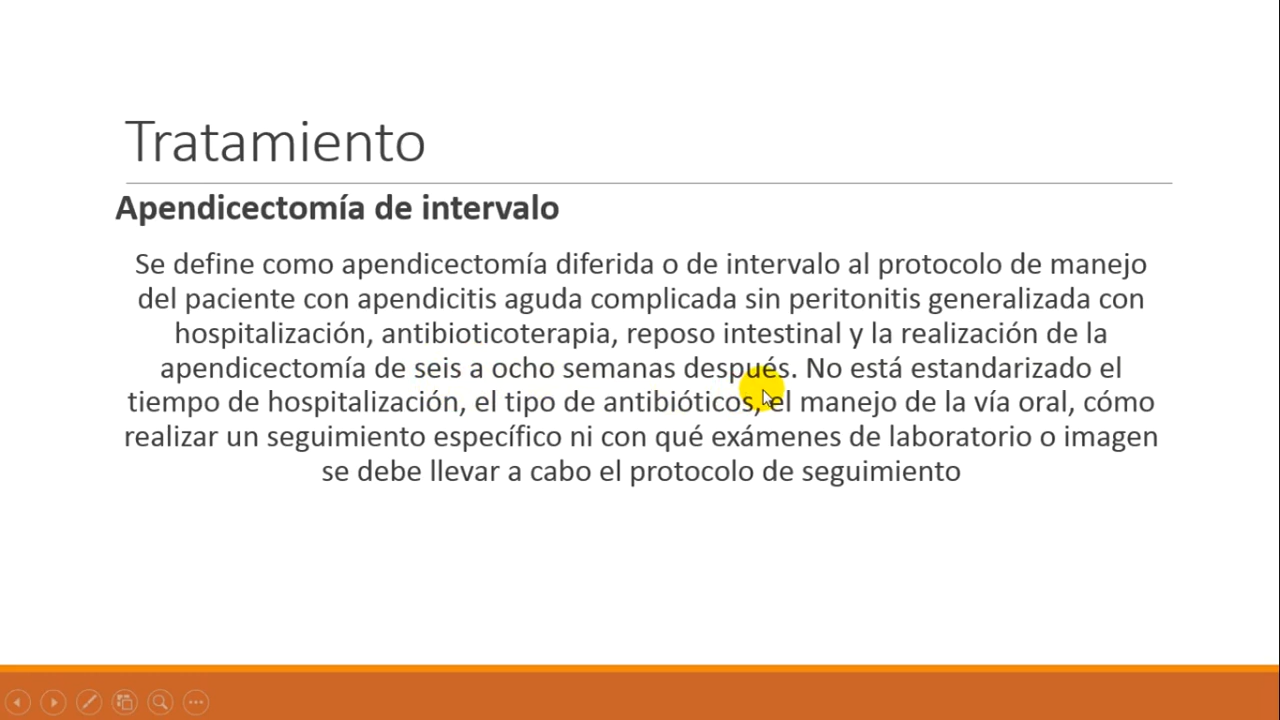 Tratamiento
Apendicectomía de intervalo
Se define como apendicectomía diferida o de intervalo al protocolo de manejo
del paciente con apendicitis aguda complicada sin peritonitis generalizada con
hospitalización, antibioticoterapia, reposo intestinal y la realización de la
apendicectomía de seis a ocho semanas después. No está estandarizado el
tiempo de hospitalización, el tipo de antibióticos, el manejo de la vía oral, cómo
realizar un seguimiento específico ni con qué exámenes de laboratorio o imagen
se debe llevar a cabo el protocolo de seguimiento